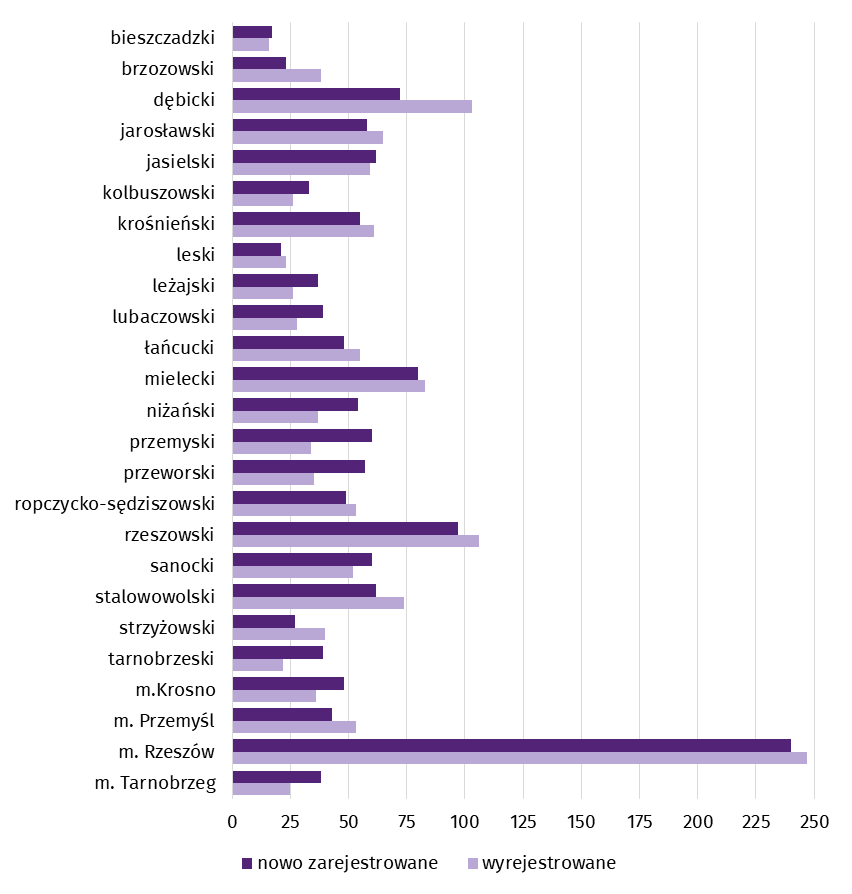 bieszczadzki
brzozowski
dębicki
jarosławski
jasielski
kolbuszowski
krośnieński
leski
leżajski
lubaczowski
łańcucki
mielecki
niżański
przemyski
przeworski
ropczycko-sędziszowski
rzeszowski
sanocki
stalowowolski
strzyżowski
tarnobrzeski
m.Krosno
m. Przemyśl
m. Rzeszów
m. Tarnobrzeg
0 25 50 75 100 125 150 175 200 225 250
nowo zarejestrowane wyrejestrowane